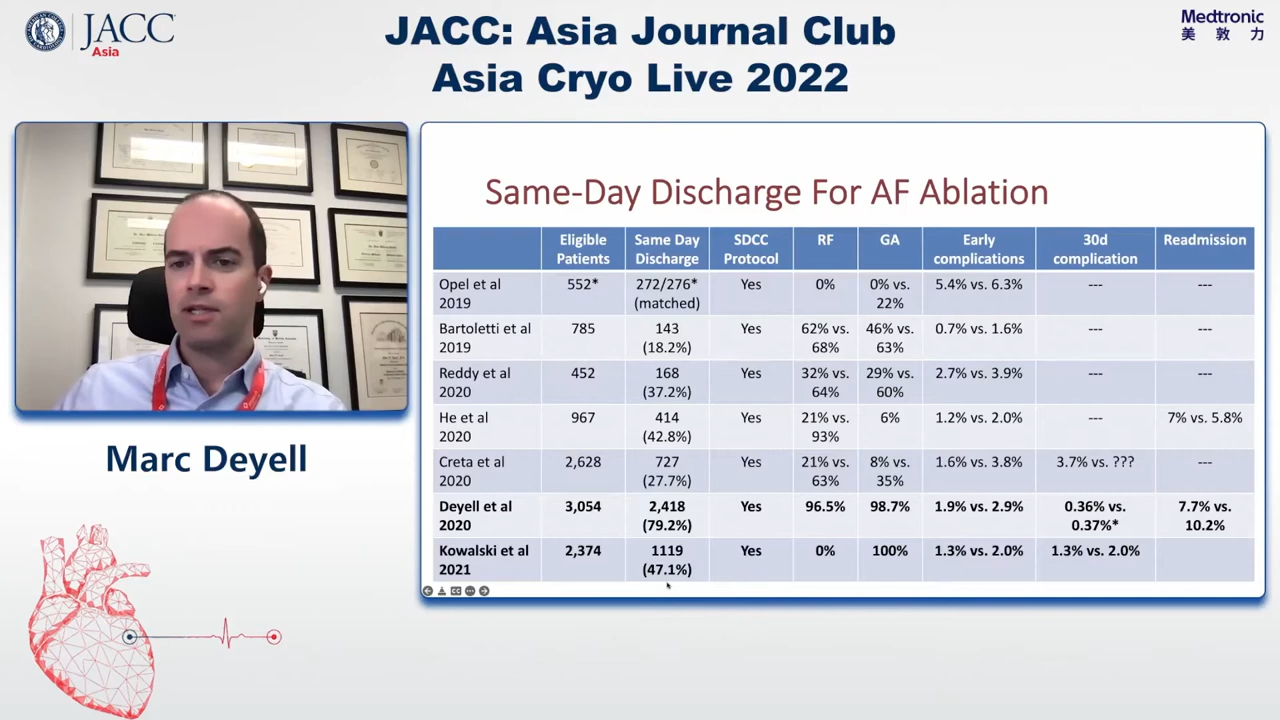 JACC
Asia
JACC: Asia Journal Club
Asia Cryo Live 2022
Medtronic
美敦力
Marc Deyell
Same-Day Discharge For AF Ablation
Eligible Patients | Same Day Discharge | SDCC Protocol | RF | GA | Early complications | 30d complication | Readmission
Opel et al 2019 | 552* | 272/276* (matched) | Yes | 0% | 0% vs. 22% | 5.4% vs. 6.3% | --- | ---
Bartoletti et al 2019 | 785 | 143 (18.2%) | Yes | 62% vs. 68% | 46% vs. 63% | 0.7% vs. 1.6% | --- | ---
Reddy et al 2020 | 452 | 168 (37.2%) | Yes | 32% vs. 64% | 29% vs. 60% | 2.7% vs. 3.9% | --- | ---
He et al 2020 | 967 | 414 (42.8%) | Yes | 21% vs. 93% | 6% | 1.2% vs. 2.0% | --- | 7% vs. 5.8%
Creta et al 2020 | 2,628 | 727 (27.7%) | Yes | 21% vs. 63% | 8% vs. 35% | 1.6% vs. 3.8% | 3.7% vs. ??? | ---
Deyell et al 2020 | 3,054 | 2,418 (79.2%) | Yes | 96.5% | 98.7% | 1.9% vs. 2.9% | 0.36% vs. 0.37%* | 7.7% vs. 10.2%
Kowalski et al 2021 | 2,374 | 1119 (47.1%) | Yes | 0% | 100% | 1.3% vs. 2.0% | 1.3% vs. 2.0%